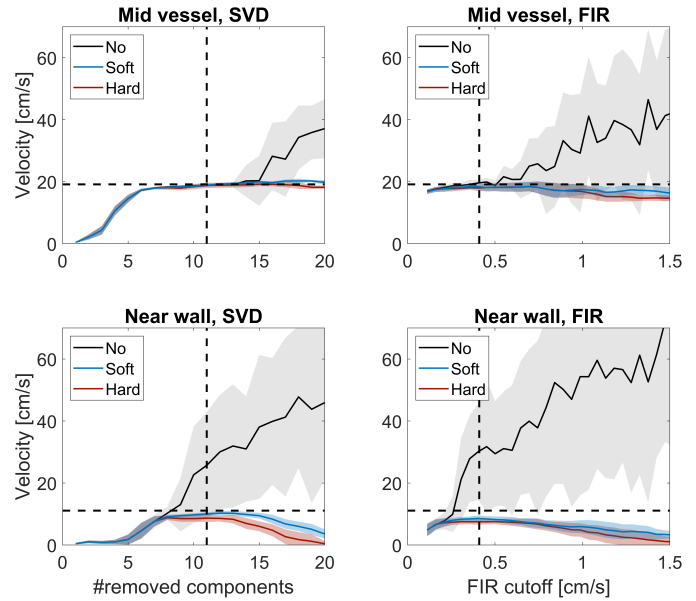 Mid vessel, SVD
No
Soft
Hard
Velocity [cm/s]
0
20
40
60
0
5
10
15
20
Mid vessel, FIR
No
Soft
Hard
0
20
40
60
0
0.5
1
1.5
Near wall, SVD
No
Soft
Hard
Velocity [cm/s]
0
20
40
60
0
5
10
15
20
#removed components
Near wall, FIR
No
Soft
Hard
0
20
40
60
0
0.5
1
1.5
FIR cutoff [cm/s]